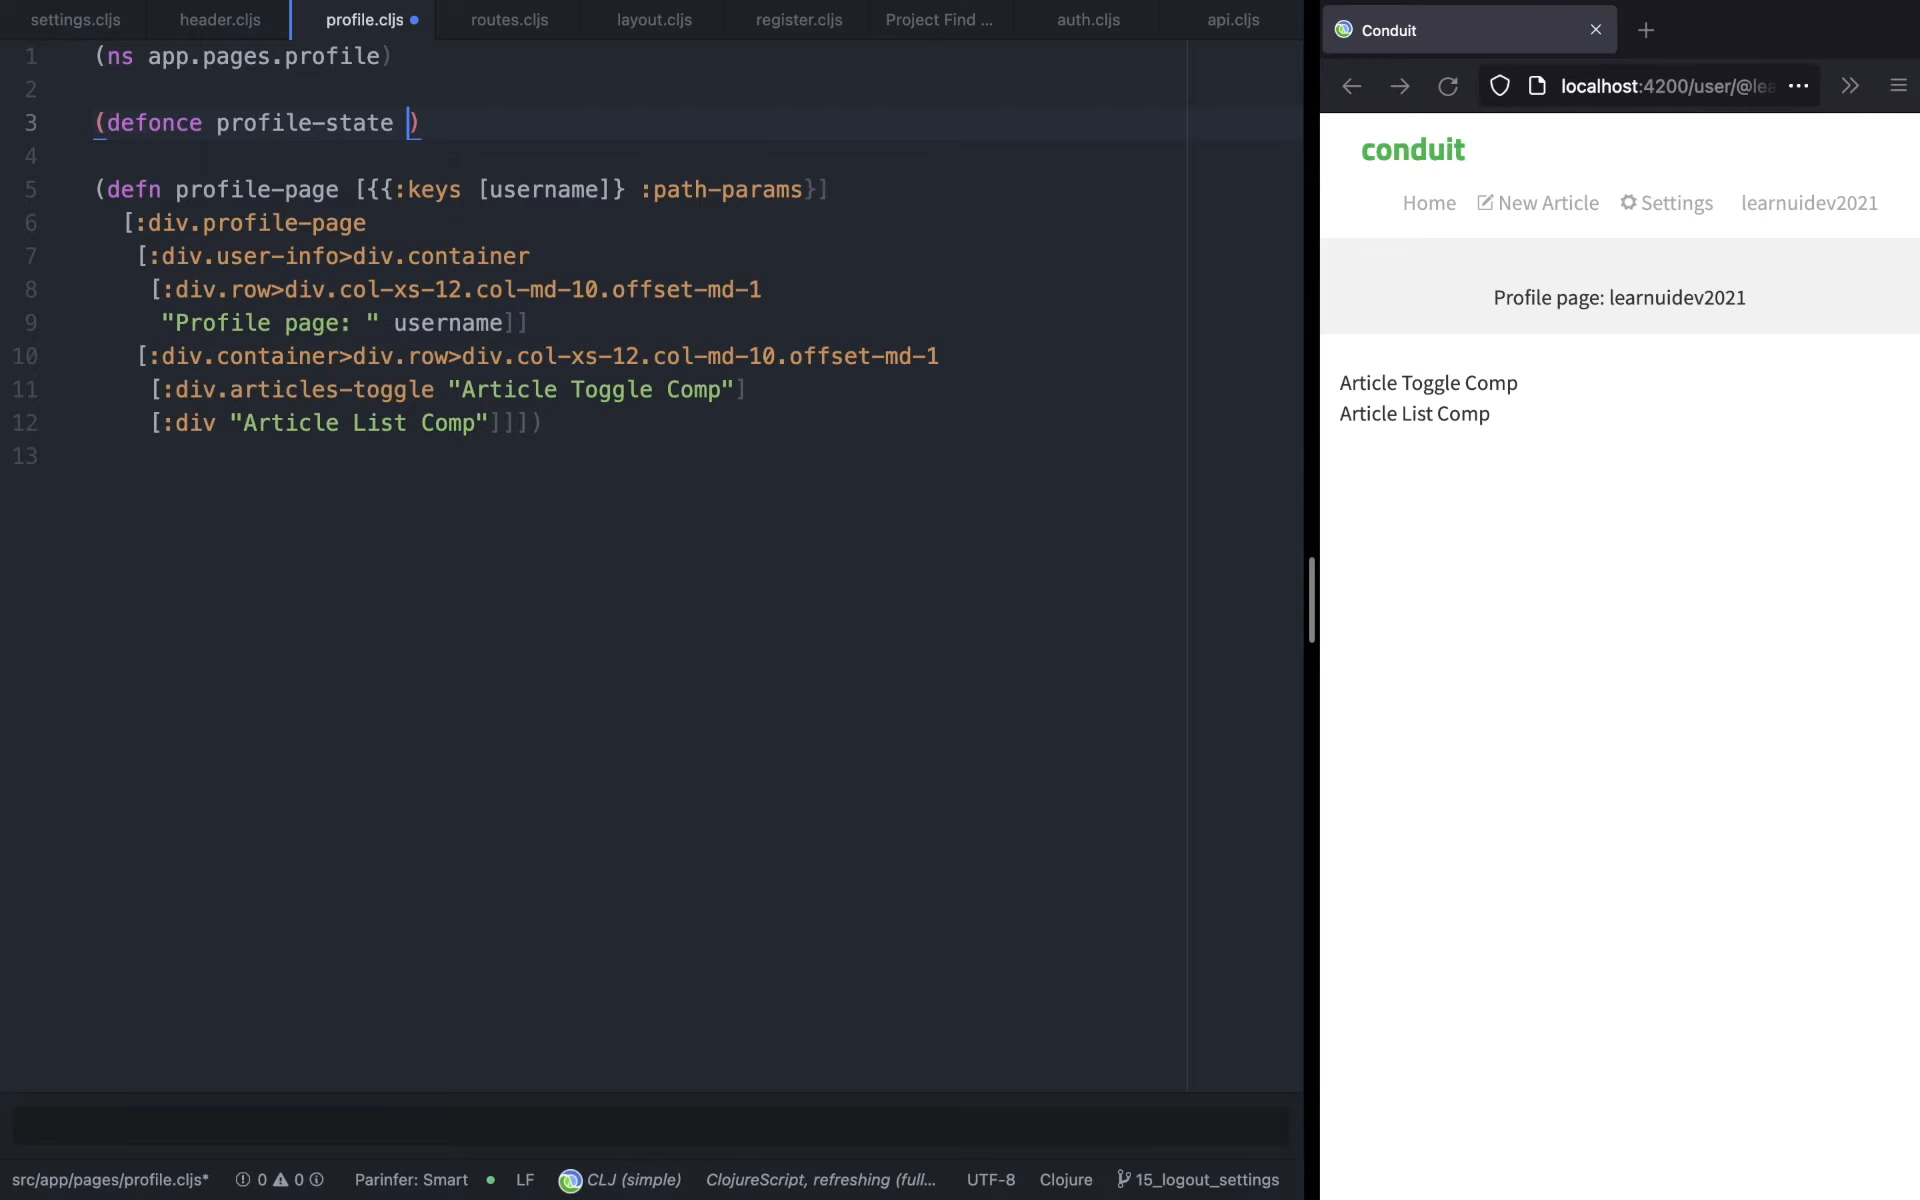 settings.cljs header.cljs profile.cljs routes.cljs layout.cljs register.cljs Project Find ... auth.cljs api.cljs
1 (ns app.pages.profile)
2
3 (defonce profile-state )
4
5 (defn profile-page [{{:keys [username]} :path-params}]
6 [:div.profile-page
7 [:div.user-info>div.container
8 [:div.row>div.col-xs-12.col-md-10.offset-md-1
9 "Profile page: " username]]
10 [:div.container>div.row>div.col-xs-12.col-md-10.offset-md-1
11 [:div.articles-toggle "Article Toggle Comp"]
12 [:div "Article List Comp"]]])
13
src/app/pages/profile.cljs* 0 0 Parinfer: Smart LF CLJ (simple) ClojureScript, refreshing (full... UTF-8 Clojure 15_logout_settings
Conduit
localhost:4200/user/@lea
conduit
Home New Article Settings learnuidev2021
Profile page: learnuidev2021
Article Toggle Comp
Article List Comp